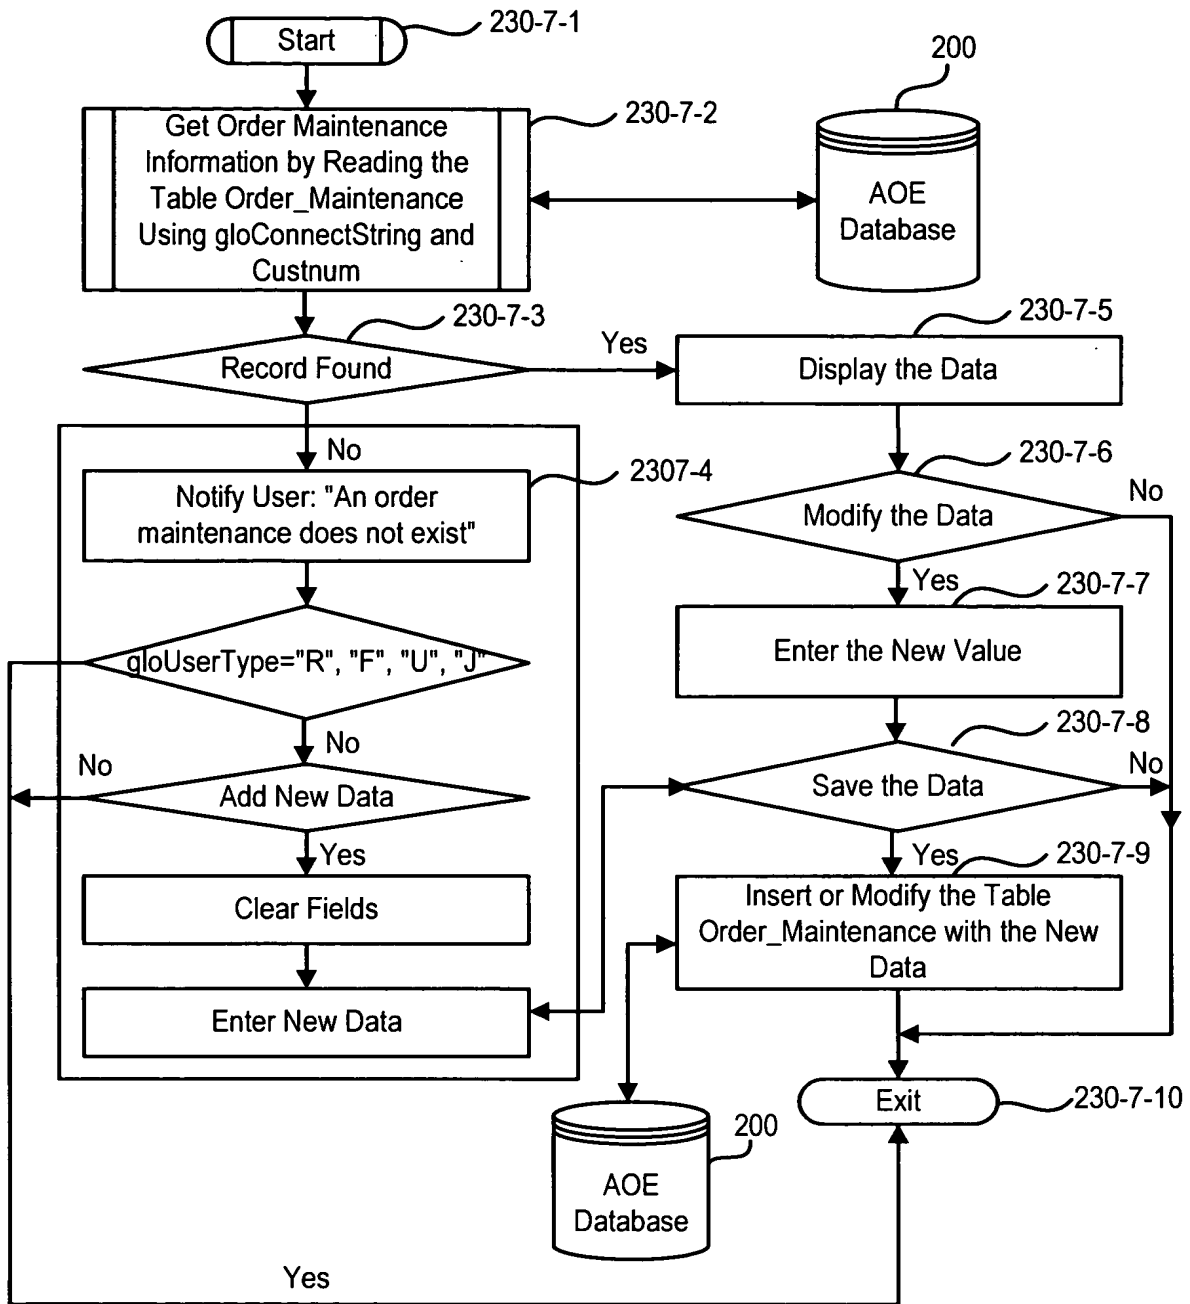 Start
230-7-1
Get Order Maintenance
Information by Reading the
Table Order_Maintenance
Using gloConnectString and
Custnum
230-7-2
200
AOE
Database
230-7-3
Record Found
Yes
230-7-5
Display the Data
No
2307-4
Notify User: "An order
maintenance does not exist"
230-7-6
Modify the Data
No
Yes
230-7-7
Enter the New Value
gloUserType="R", "F", "U", "J"
No
No
Add New Data
230-7-8
Save the Data
No
Yes
Clear Fields
Yes
230-7-9
Insert or Modify the Table
Order_Maintenance with the New
Data
Enter New Data
Exit
230-7-10
200
AOE
Database
Yes